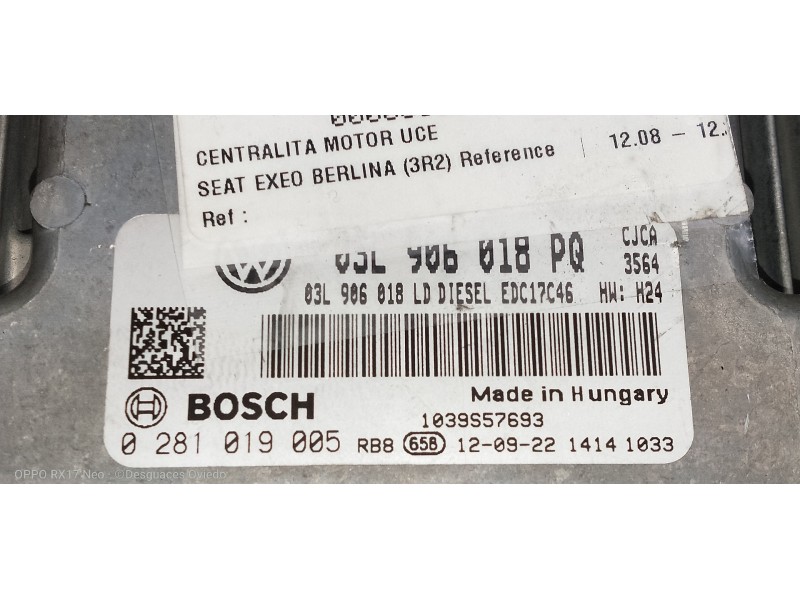 CENTRALITA MOTOR UCE
SEAT EXEO BERLINA (3R2) Reference | 12.08 – 12.
Ref :
03L 906 018 PQ CJCA
3564
03L 906 018 LD DIESEL EDC17C46 HW: H24
Made in Hungary
BOSCH
1039S57693
0 281 019 005 RB8 65B 12-09-22 1414 1033
OPPO RX17 Neo · ©Desguaces Oviedo